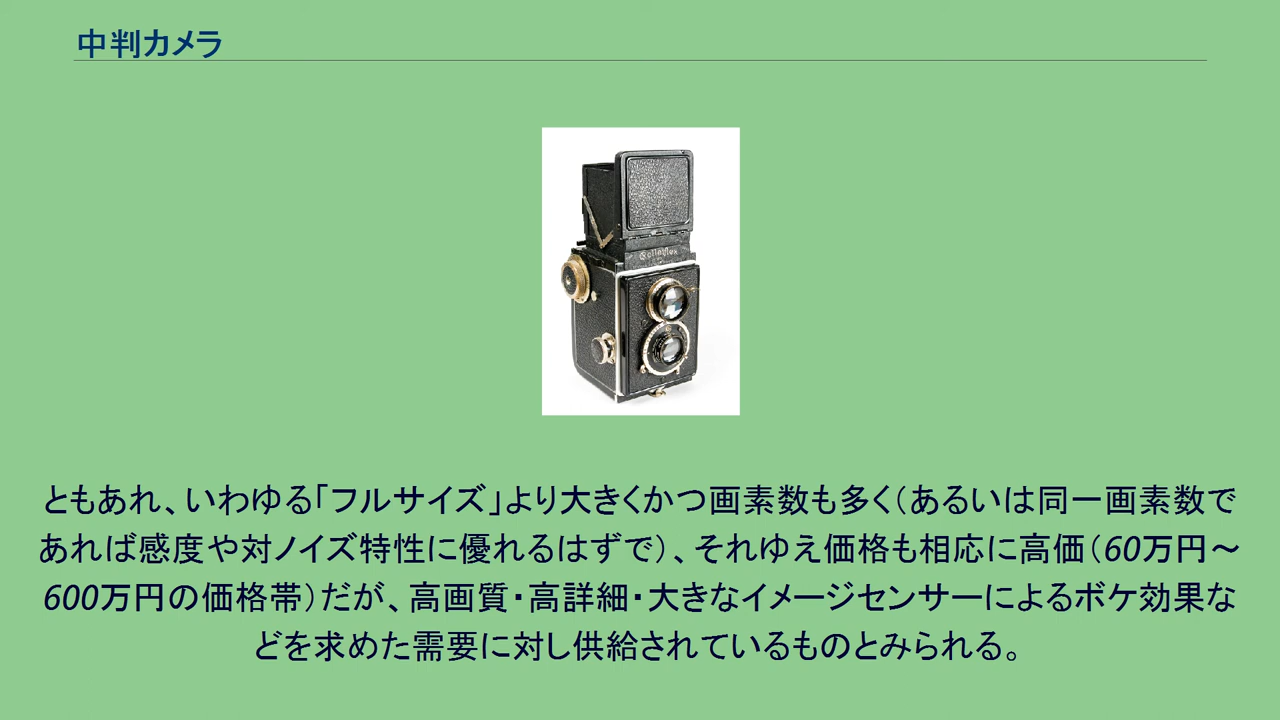 中判カメラ
Rolleiflex
ともあれ、いわゆる「フルサイズ」より大きくかつ画素数も多く（あるいは同一画素数で
あれば感度や対ノイズ特性に優れるはずで）、それゆえ価格も相応に高価（60万円～
600万円の価格帯）だが、高画質・高詳細・大きなイメージセンサーによるボケ効果な
どを求めた需要に対し供給されているものとみられる。